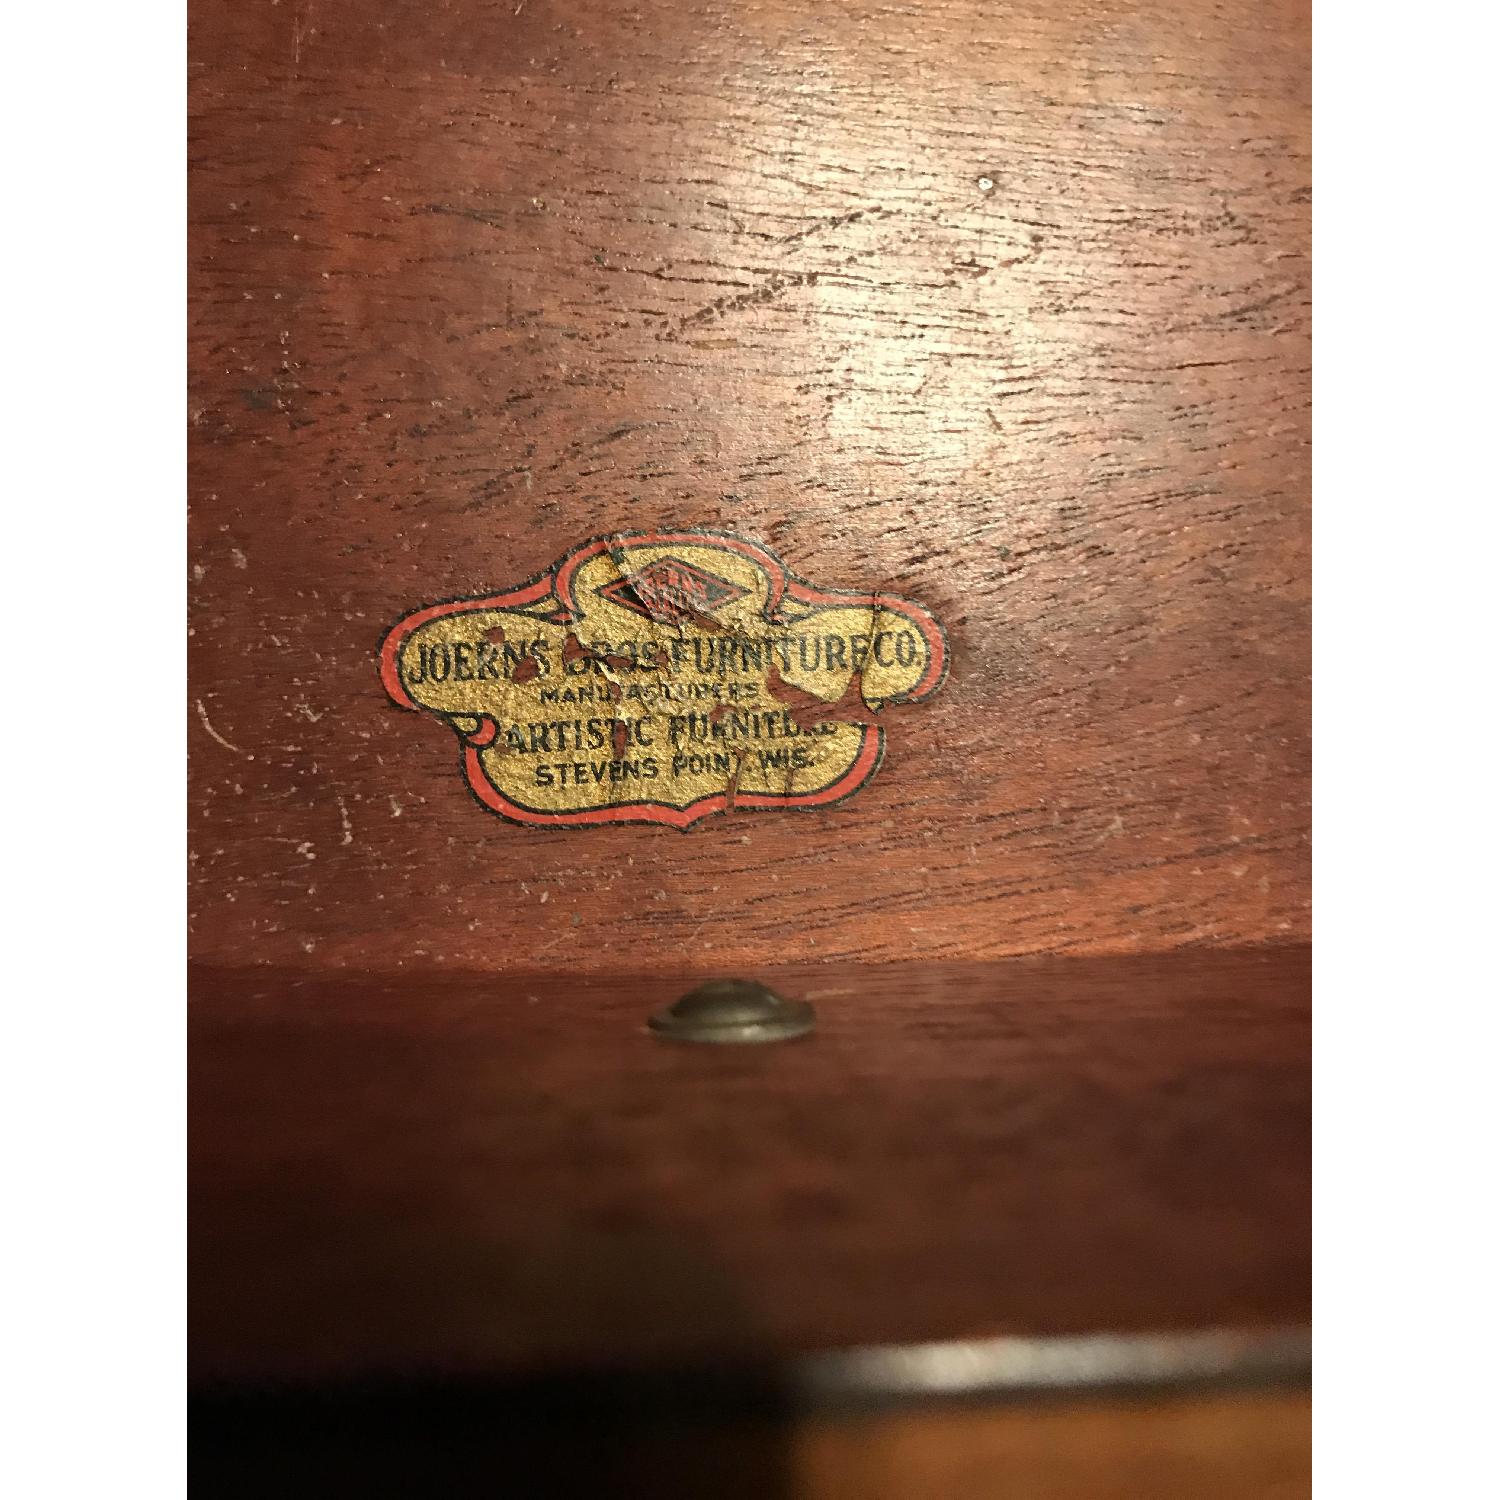 JOERNS BROS FURNITURE CO.
MANUFACTURERS
ARTISTIC FURNITURE
STEVENS POINT. WIS.